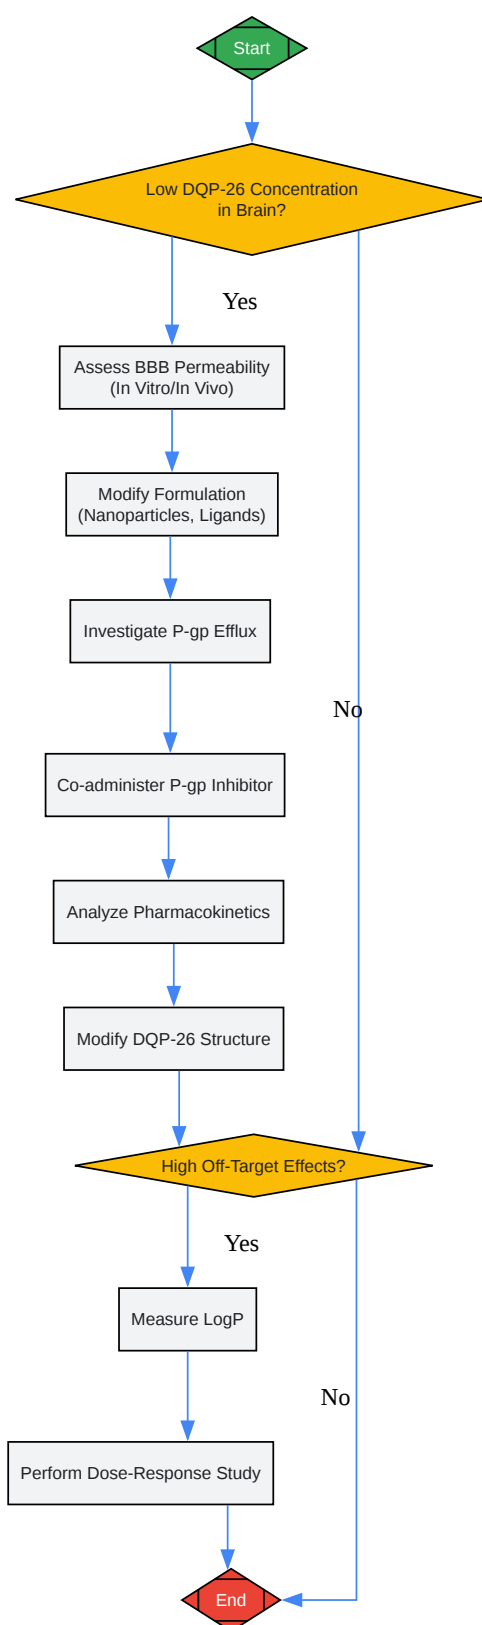 Start
Low DQP-26 Concentration
in Brain?
Yes
Assess BBB Permeability
(In Vitro/In Vivo)
Modify Formulation
(Nanoparticles, Ligands)
Investigate P-gp Efflux
No
Co-administer P-gp Inhibitor
Analyze Pharmacokinetics
Modify DQP-26 Structure
High Off-Target Effects?
Yes
Measure LogP
No
Perform Dose-Response Study
End